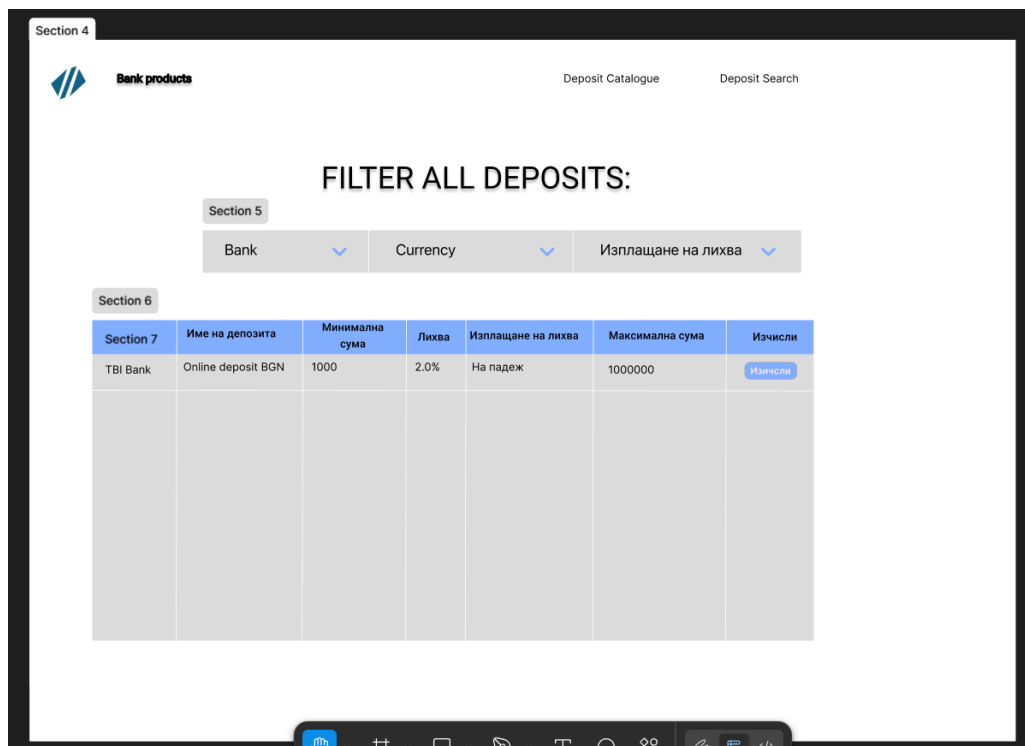 Section 4
Bank products
Deposit Catalogue
Deposit Search
FILTER ALL DEPOSITS:
Section 5
Bank
Currency
Изплащане на лихва
Section 6
Section 7
Име на депозита
Минимална
сума
Лихва
Изплащане на лихва
Максимална сума
Изчисли
TBI Bank
Online deposit BGN
1000
2.0%
На падеж
1000000
Изичсли